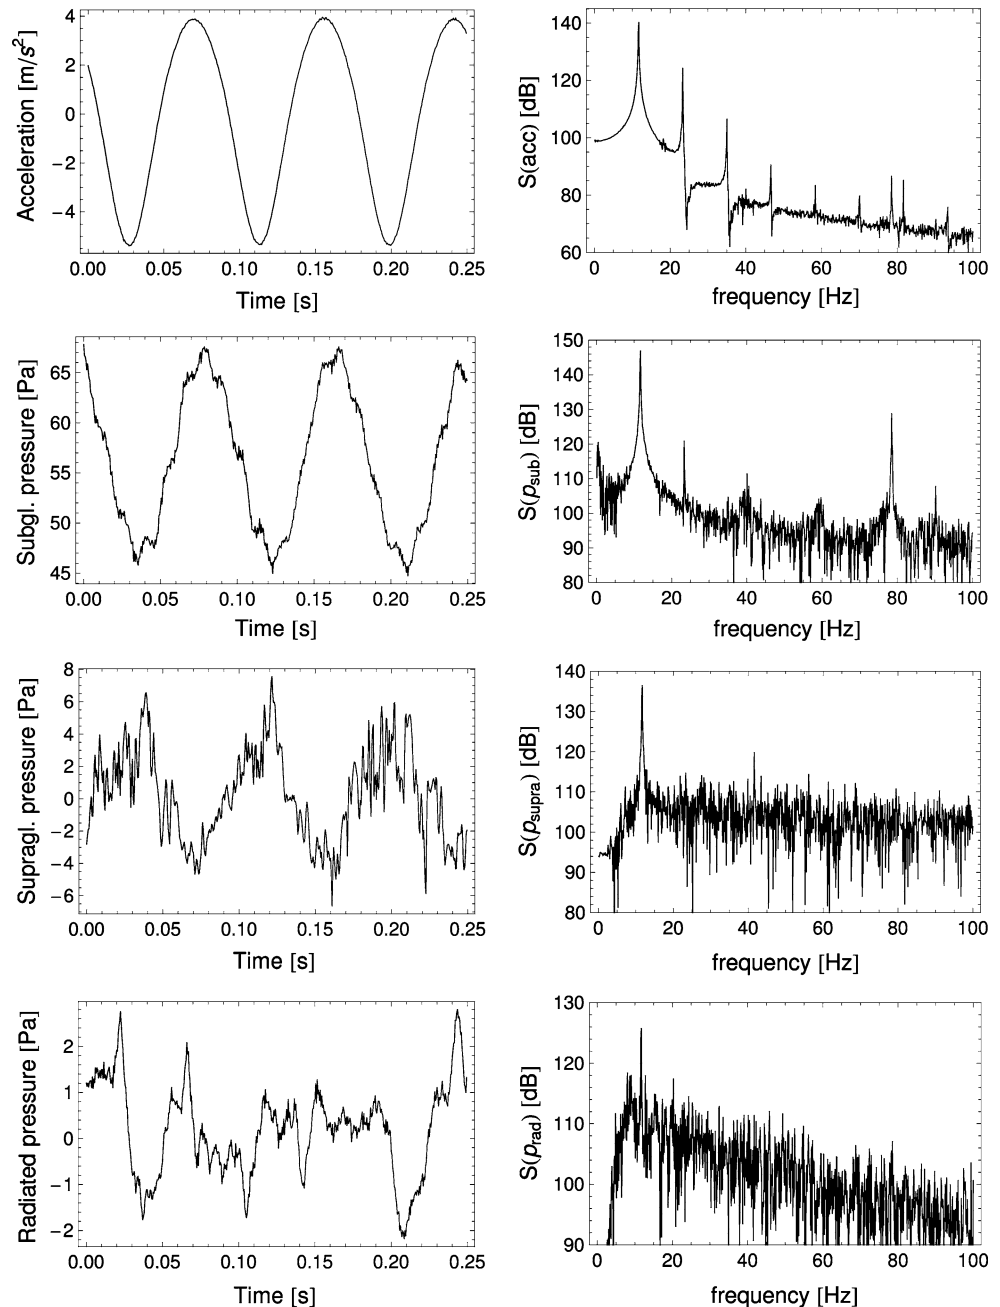 4
2
0
−2
−4
Acceleration [m/s²]
0.00 0.05 0.10 0.15 0.20 0.25
Time [s]
140
120
100
80
60
S(acc) [dB]
0 20 40 60 80 100
frequency [Hz]
65
60
55
50
45
Subgl. pressure [Pa]
0.00 0.05 0.10 0.15 0.20 0.25
Time [s]
150
140
130
120
110
100
90
80
S(psub) [dB]
0 20 40 60 80 100
frequency [Hz]
8
6
4
2
0
−2
−4
−6
Supragl. pressure [Pa]
0.00 0.05 0.10 0.15 0.20 0.25
Time [s]
140
130
120
110
100
90
80
S(psupra) [dB]
0 20 40 60 80 100
frequency [Hz]
2
1
0
−1
−2
Radiated pressure [Pa]
0.00 0.05 0.10 0.15 0.20 0.25
Time [s]
130
120
110
100
90
S(prad) [dB]
0 20 40 60 80 100
frequency [Hz]